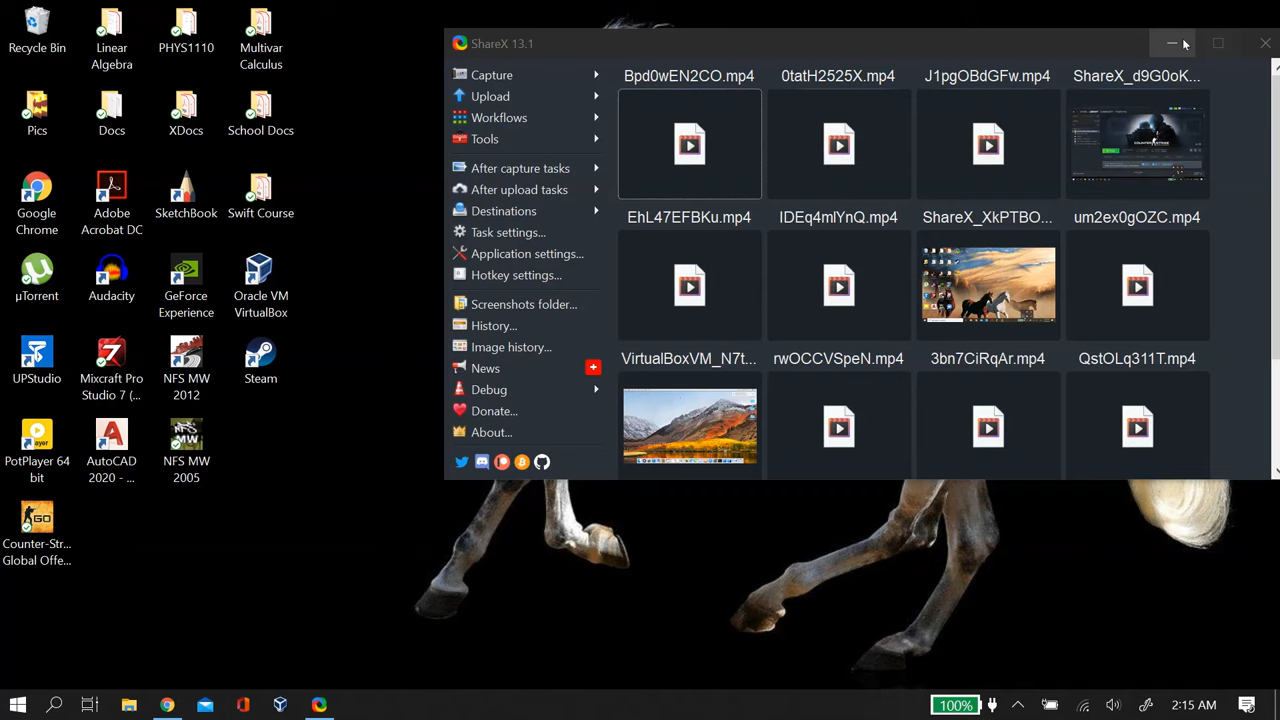 Recycle Bin
Linear Algebra
PHYS1110
Multivar Calculus
Pics
Docs
XDocs
School Docs
Google Chrome
Adobe Acrobat DC
SketchBook
Swift Course
µTorrent
Audacity
GeForce Experience
Oracle VM VirtualBox
UPStudio
Mixcraft Pro Studio 7 (...
NFS MW 2012
Steam
PotPlayer 64 bit
AutoCAD 2020 - ...
NFS MW 2005
Counter-Str... Global Offe...
ShareX 13.1
Capture
Upload
Workflows
Tools
After capture tasks
After upload tasks
Destinations
Task settings...
Application settings...
Hotkey settings...
Screenshots folder...
History...
Image history...
News
Debug
Donate...
About...
Bpd0wEN2CO.mp4
0tatH2525X.mp4
J1pgOBdGFw.mp4
ShareX_d9G0oK...
EhL47EFBKu.mp4
IDEq4mlYnQ.mp4
ShareX_XkPTBO...
um2ex0gOZC.mp4
VirtualBoxVM_N7t...
rwOCCVSpeN.mp4
3bn7CiRqAr.mp4
QstOLq311T.mp4
100%
2:15 AM